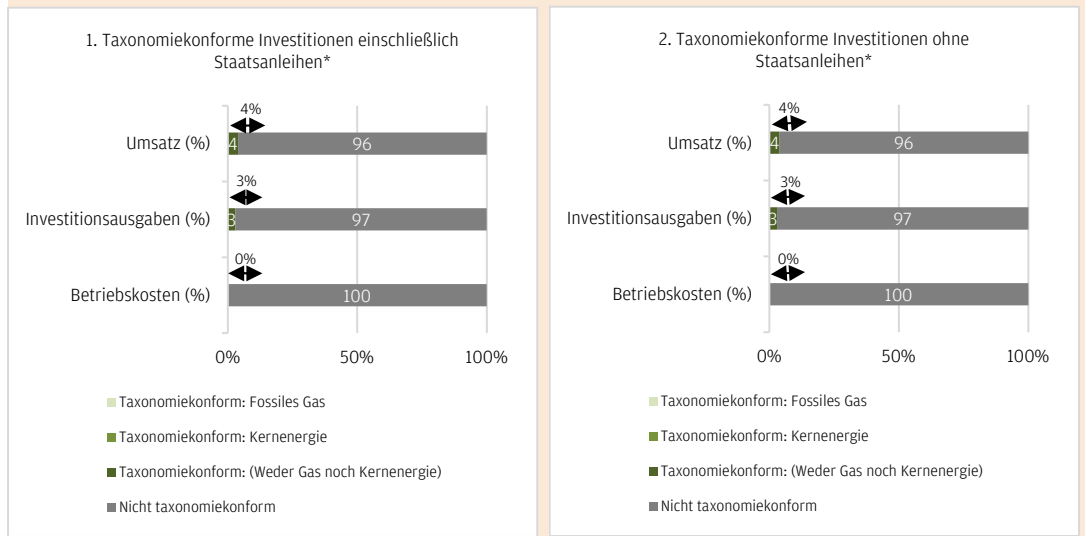 1. Taxonomiekonforme Investitionen einschließlich
Staatsanleihen*
4%
Umsatz (%)
4
96
3%
Investitionsausgaben (%)
3
97
0%
Betriebskosten (%)
100
0%
50%
100%
Taxonomiekonform: Fossiles Gas
Taxonomiekonform: Kernenergie
Taxonomiekonform: (Weder Gas noch Kernenergie)
Nicht taxonomiekonform
2. Taxonomiekonforme Investitionen ohne
Staatsanleihen*
4%
Umsatz (%)
4
96
3%
Investitionsausgaben (%)
3
97
0%
Betriebskosten (%)
100
0%
50%
100%
Taxonomiekonform: Fossiles Gas
Taxonomiekonform: Kernenergie
Taxonomiekonform: (Weder Gas noch Kernenergie)
Nicht taxonomiekonform